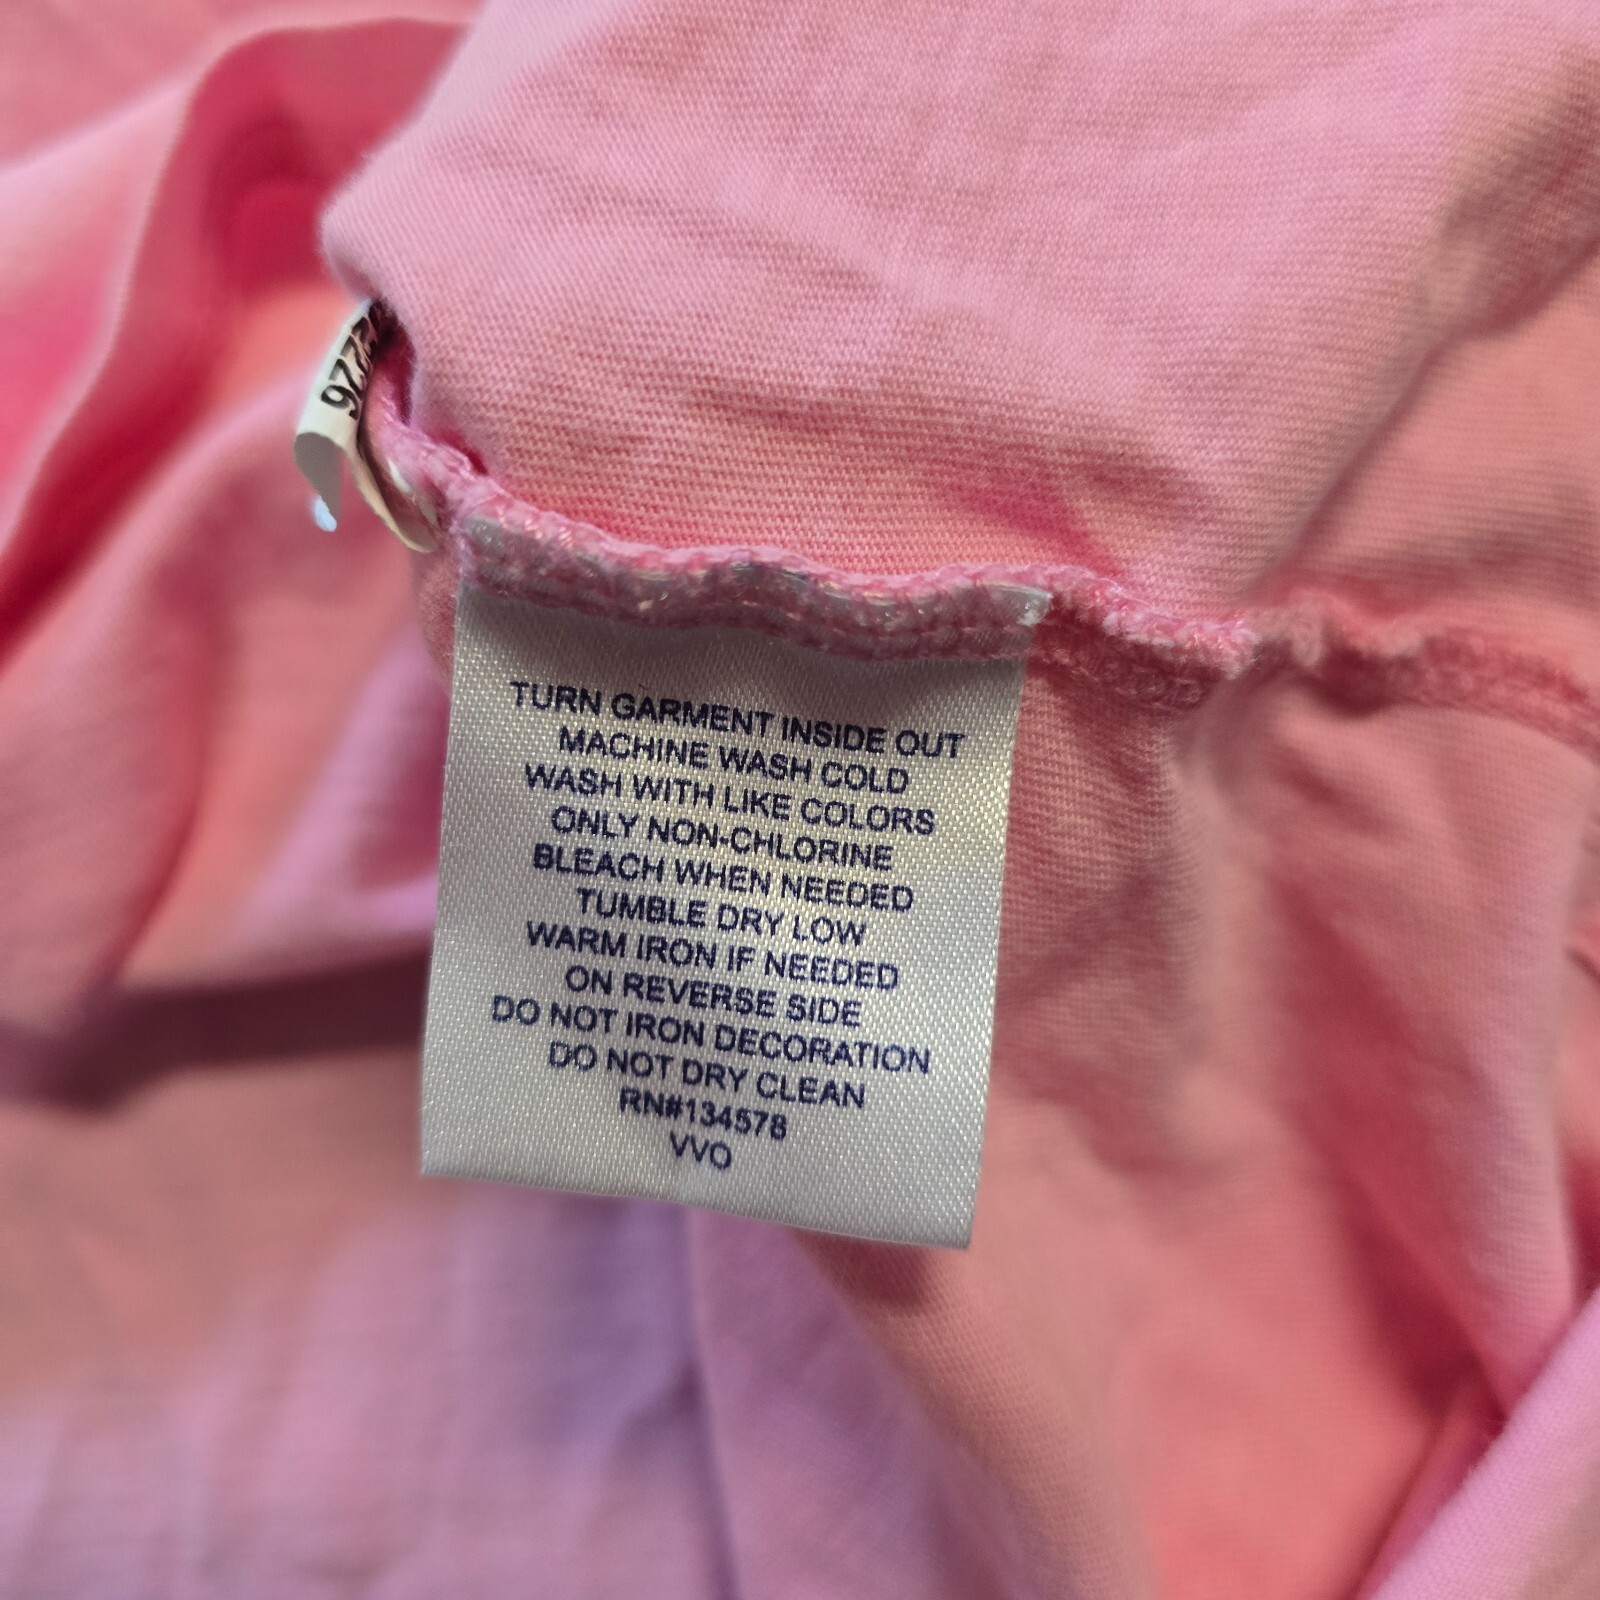 TURN GARMENT INSIDE OUT
MACHINE WASH COLD
WASH WITH LIKE COLORS
ONLY NON-CHLORINE
BLEACH WHEN NEEDED
TUMBLE DRY LOW
WARM IRON IF NEEDED
ON REVERSE SIDE
DO NOT IRON DECORATION
DO NOT DRY CLEAN
RN#134578
VVO